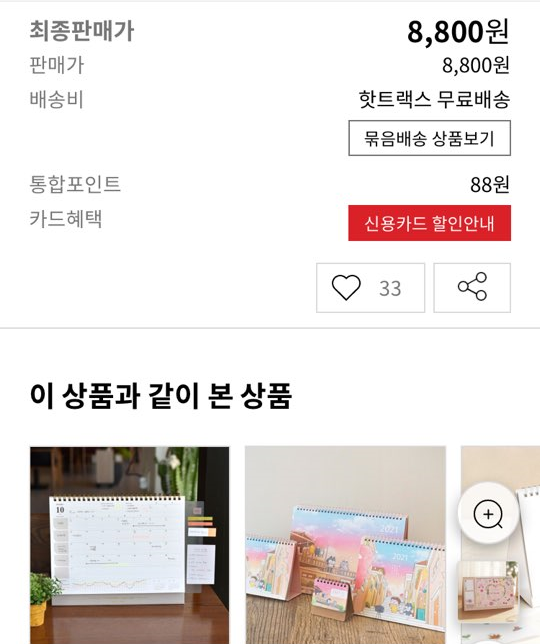 최종판매가 8,800원
판매가 8,800원
배송비 핫트랙스 무료배송
묶음배송 상품보기
통합포인트 88원
카드혜택 신용카드 할인안내
33
이 상품과 같이 본 상품
10
2021
2021